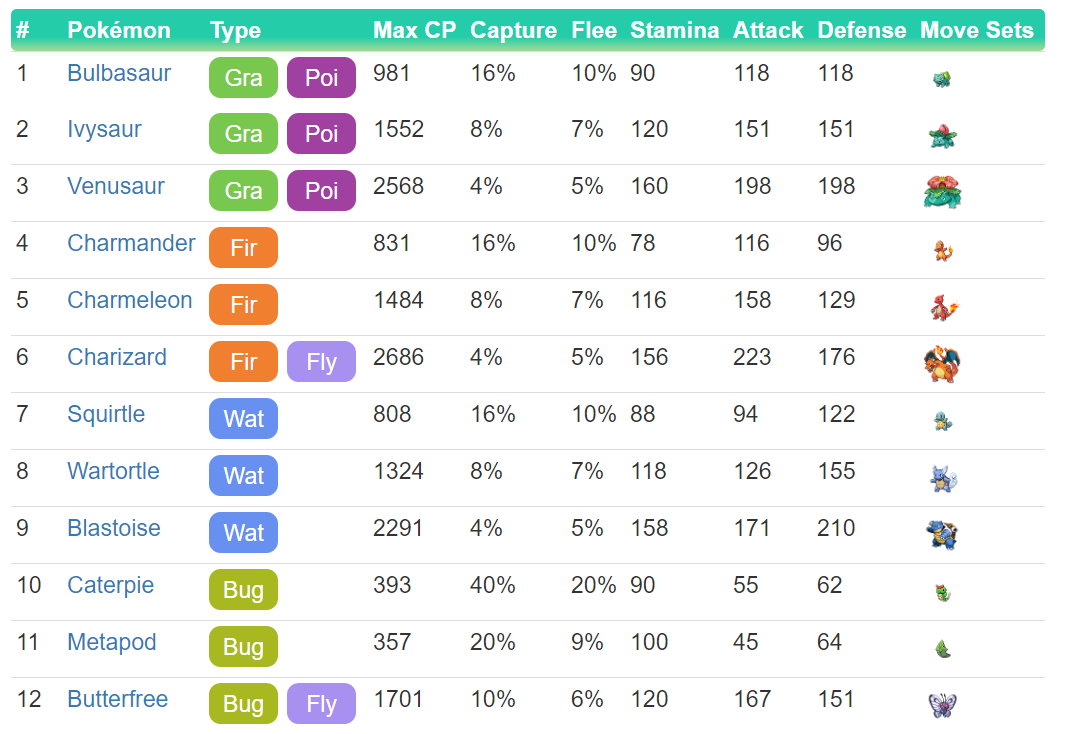 # Pokémon Type Max CP Capture Flee Stamina Attack Defense Move Sets
1 Bulbasaur Gra Poi 981 16% 10% 90 118 118
2 Ivysaur Gra Poi 1552 8% 7% 120 151 151
3 Venusaur Gra Poi 2568 4% 5% 160 198 198
4 Charmander Fir 831 16% 10% 78 116 96
5 Charmeleon Fir 1484 8% 7% 116 158 129
6 Charizard Fir Fly 2686 4% 5% 156 223 176
7 Squirtle Wat 808 16% 10% 88 94 122
8 Wartortle Wat 1324 8% 7% 118 126 155
9 Blastoise Wat 2291 4% 5% 158 171 210
10 Caterpie Bug 393 40% 20% 90 55 62
11 Metapod Bug 357 20% 9% 100 45 64
12 Butterfree Bug Fly 1701 10% 6% 120 167 151